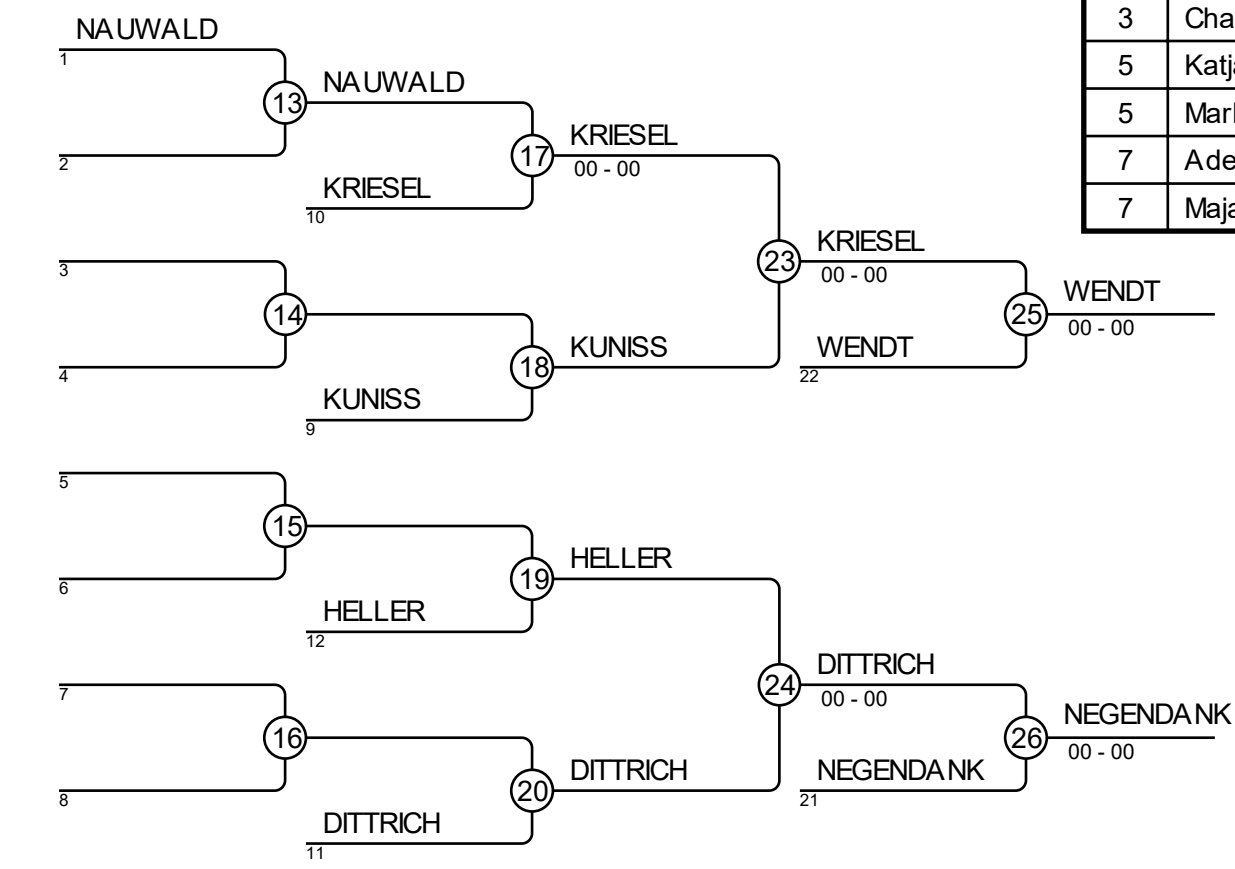 NAUWALD
1
13
NAUWALD
2
17
KRIESEL
00 - 00
KRIESEL
10
3
14
4
18
KUNISS
KUNISS
9
23
KRIESEL
00 - 00
WENDT
22
25
WENDT
00 - 00
5
15
6
19
HELLER
HELLER
12
7
16
8
20
DITTRICH
DITTRICH
11
24
DITTRICH
00 - 00
NEGENDANK
21
26
NEGENDANK
00 - 00
3
5
5
7
7